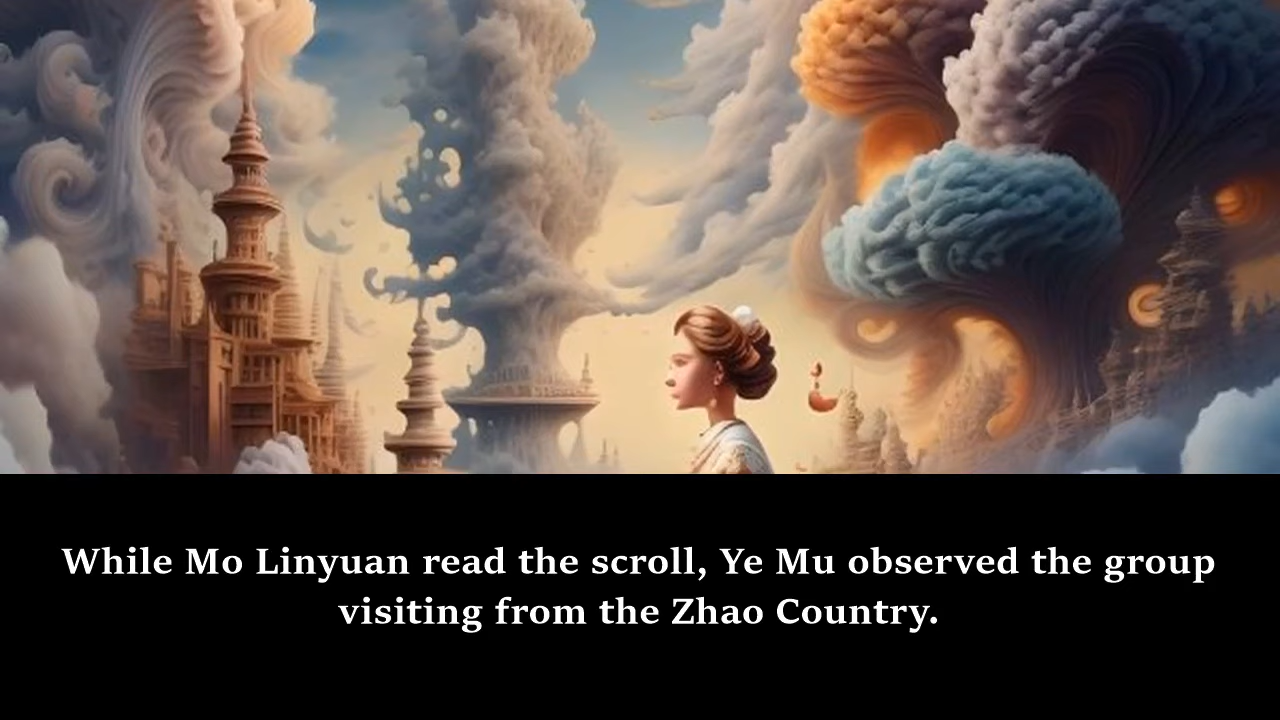 While Mo Linyuan read the scroll, Ye Mu observed the group
visiting from the Zhao Country.